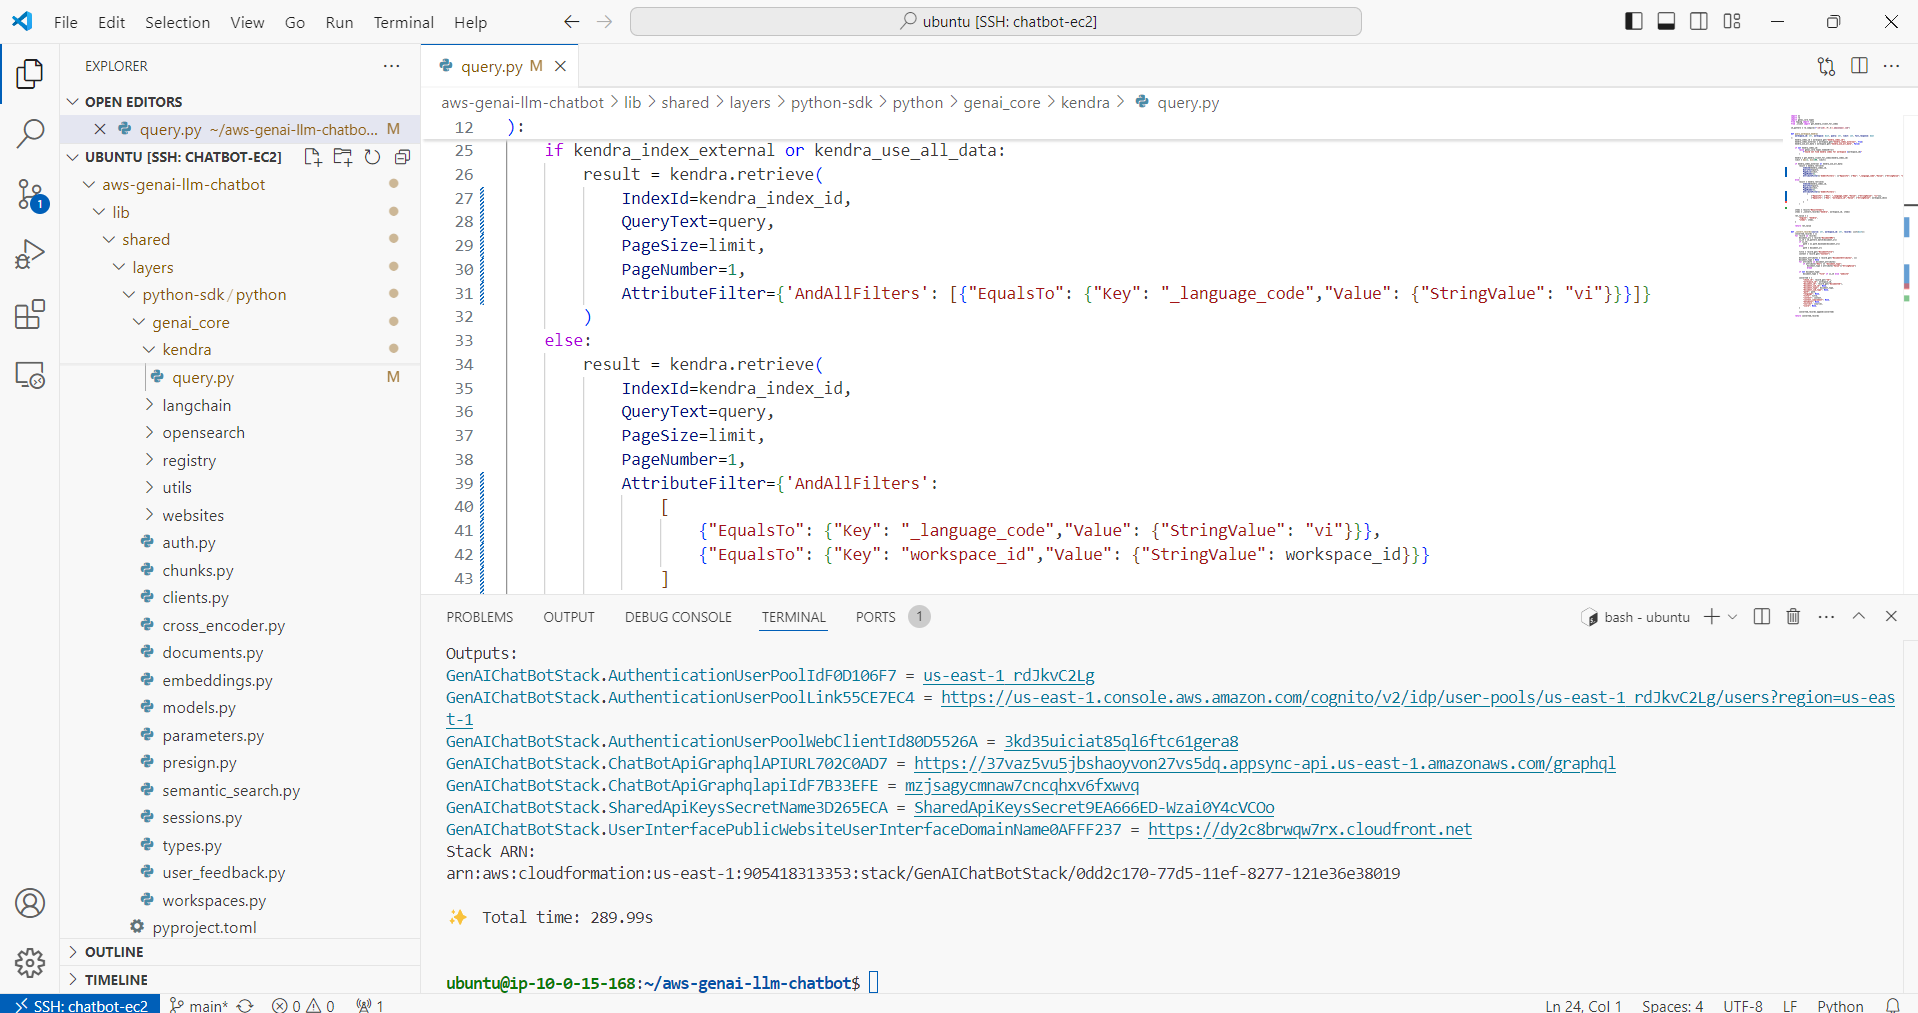 File Edit Selection View Go Run Terminal Help
ubuntu [SSH: chatbot-ec2]
EXPLORER
OPEN EDITORS
query.py ~/aws-genai-llm-chatbo... M
UBUNTU [SSH: CHATBOT-EC2]
aws-genai-llm-chatbot
lib
shared
layers
python-sdk / python
genai_core
kendra
query.py M
langchain
opensearch
registry
utils
websites
auth.py
chunks.py
clients.py
cross_encoder.py
documents.py
embeddings.py
models.py
parameters.py
presign.py
semantic_search.py
sessions.py
types.py
user_feedback.py
workspaces.py
pyproject.toml
OUTLINE
TIMELINE
1
query.py M
aws-genai-llm-chatbot > lib > shared > layers > python-sdk > python > genai_core > kendra > query.py
12 ):
25 if kendra_index_external or kendra_use_all_data:
26 result = kendra.retrieve(
27 IndexId=kendra_index_id,
28 QueryText=query,
29 PageSize=limit,
30 PageNumber=1,
31 AttributeFilter={'AndAllFilters': [{"EqualsTo": {"Key": "_language_code","Value": {"StringValue": "vi"}}}]}
32 )
33 else:
34 result = kendra.retrieve(
35 IndexId=kendra_index_id,
36 QueryText=query,
37 PageSize=limit,
38 PageNumber=1,
39 AttributeFilter={'AndAllFilters':
40 [
41 {"EqualsTo": {"Key": "_language_code","Value": {"StringValue": "vi"}}},
42 {"EqualsTo": {"Key": "workspace_id","Value": {"StringValue": workspace_id}}}
43 ]
PROBLEMS OUTPUT DEBUG CONSOLE TERMINAL PORTS 1
bash - ubuntu
Outputs:
GenAIChatBotStack.AuthenticationUserPoolIdF0D106F7 = us-east-1_rdJkvC2Lg
GenAIChatBotStack.AuthenticationUserPoolLink55CE7EC4 = https://us-east-1.console.aws.amazon.com/cognito/v2/idp/user-pools/us-east-1_rdJkvC2Lg/users?region=us-eas
t-1
GenAIChatBotStack.AuthenticationUserPoolWebClientId80D5526A = 3kd35uiciat85ql6ftc61gera8
GenAIChatBotStack.ChatBotApiGraphqlAPIURL702C0AD7 = https://37vaz5vu5jbshaoyvon27vs5dq.appsync-api.us-east-1.amazonaws.com/graphql
GenAIChatBotStack.ChatBotApiGraphqlapiIdF7B33EFE = mzjsagycmnaw7cncqhxv6fxwvq
GenAIChatBotStack.SharedApiKeysSecretName3D265ECA = SharedApiKeysSecret9EA666ED-Wzai0Y4cVCOo
GenAIChatBotStack.UserInterfacePublicWebsiteUserInterfaceDomainName0AFFF237 = https://dy2c8brwqw7rx.cloudfront.net
Stack ARN:
arn:aws:cloudformation:us-east-1:905418313353:stack/GenAIChatBotStack/0dd2c170-77d5-11ef-8277-121e36e38019
✨ Total time: 289.99s
ubuntu@ip-10-0-15-168:~/aws-genai-llm-chatbot$
SSH: chatbot-ec2 main* 0 0 1
Ln 24, Col 1 Spaces: 4 UTF-8 LF Python